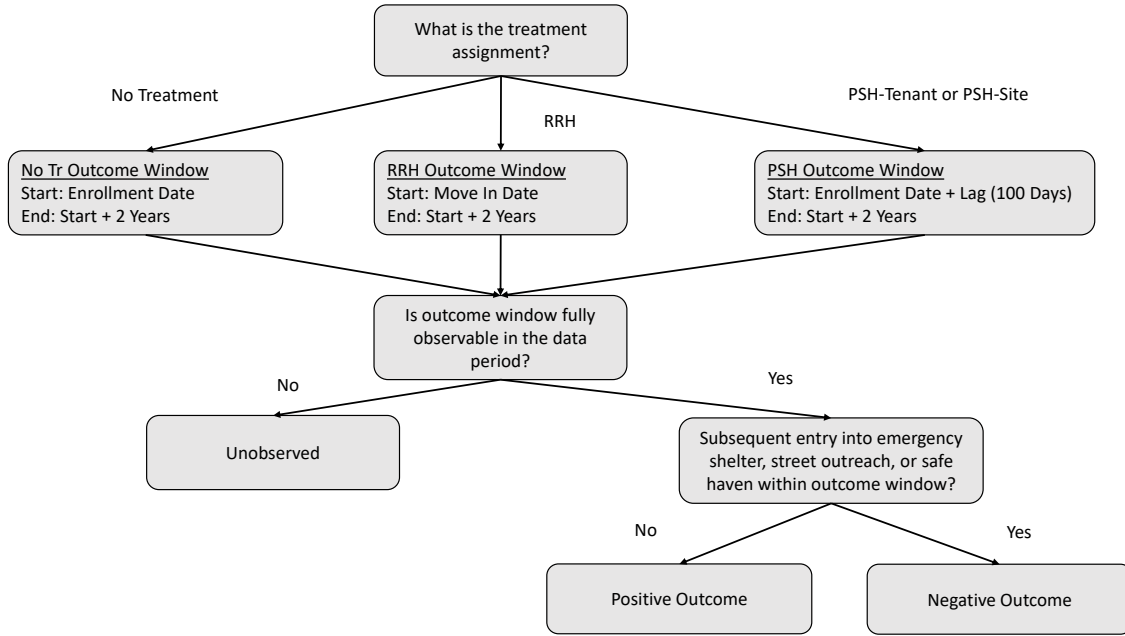 What is the treatment
assignment?
No Treatment
RRH
PSH-Tenant or PSH-Site
No Tr Outcome Window
Start: Enrollment Date
End: Start + 2 Years
RRH Outcome Window
Start: Move In Date
End: Start + 2 Years
PSH Outcome Window
Start: Enrollment Date + Lag (100 Days)
End: Start + 2 Years
Is outcome window fully
observable in the data
period?
No
Yes
Unobserved
Subsequent entry into emergency
shelter, street outreach, or safe
haven within outcome window?
No
Yes
Positive Outcome
Negative Outcome